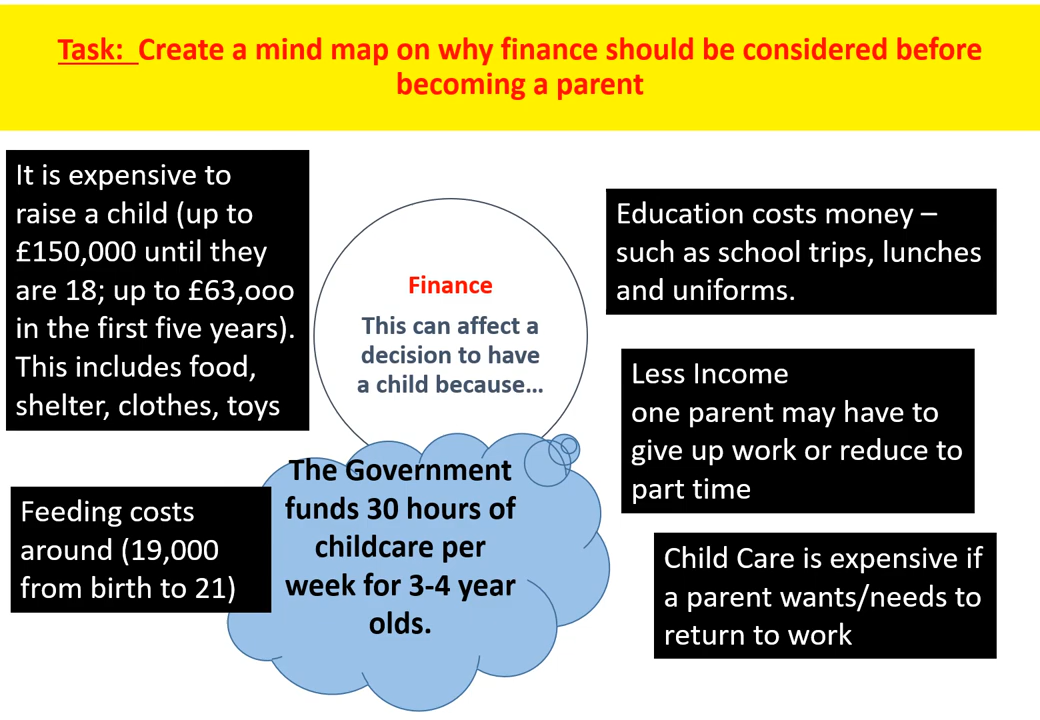 Task:  Create a mind map on why finance should be considered before
becoming a parent
It is expensive to
raise a child (up to
£150,000 until they
are 18; up to £63,ooo
in the first five years).
This includes food,
shelter, clothes, toys
Finance
This can affect a
decision to have
a child because…
Education costs money –
such as school trips, lunches
and uniforms.
Less Income
one parent may have to
give up work or reduce to
part time
The Government
funds 30 hours of
childcare per
week for 3-4 year
olds.
Feeding costs
around (19,000
from birth to 21)
Child Care is expensive if
a parent wants/needs to
return to work